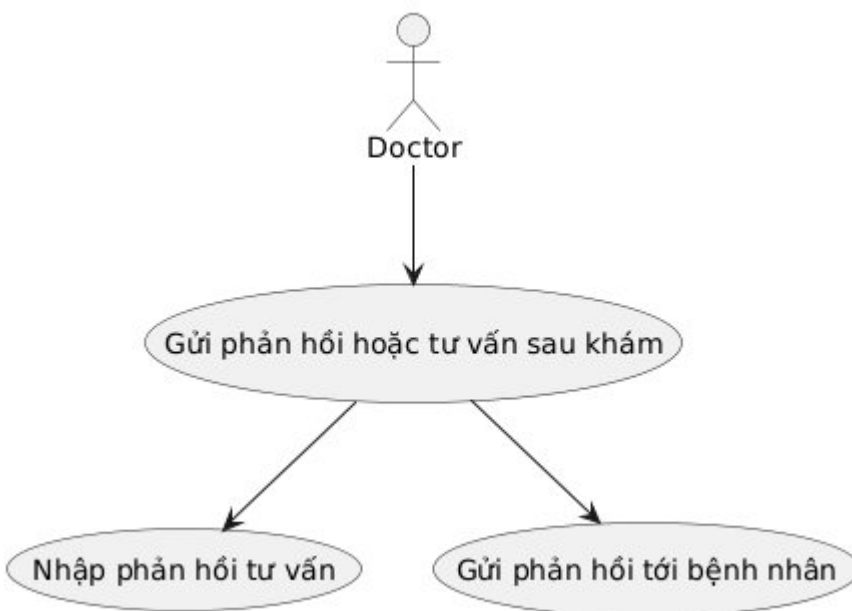 Doctor
Gửi phản hồi hoặc tư vấn sau khám
Nhập phản hồi tư vấn
Gửi phản hồi tới bệnh nhân